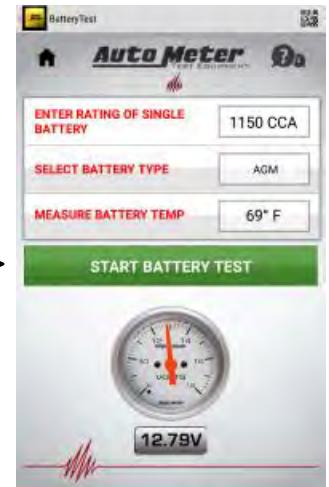 BatteryTest
Auto Meter
TEST EQUIPMENT
ENTER RATING OF SINGLE
BATTERY
1150 CCA
SELECT BATTERY TYPE
AGM
MEASURE BATTERY TEMP
69° F
START BATTERY TEST
VOLTS
12.79V